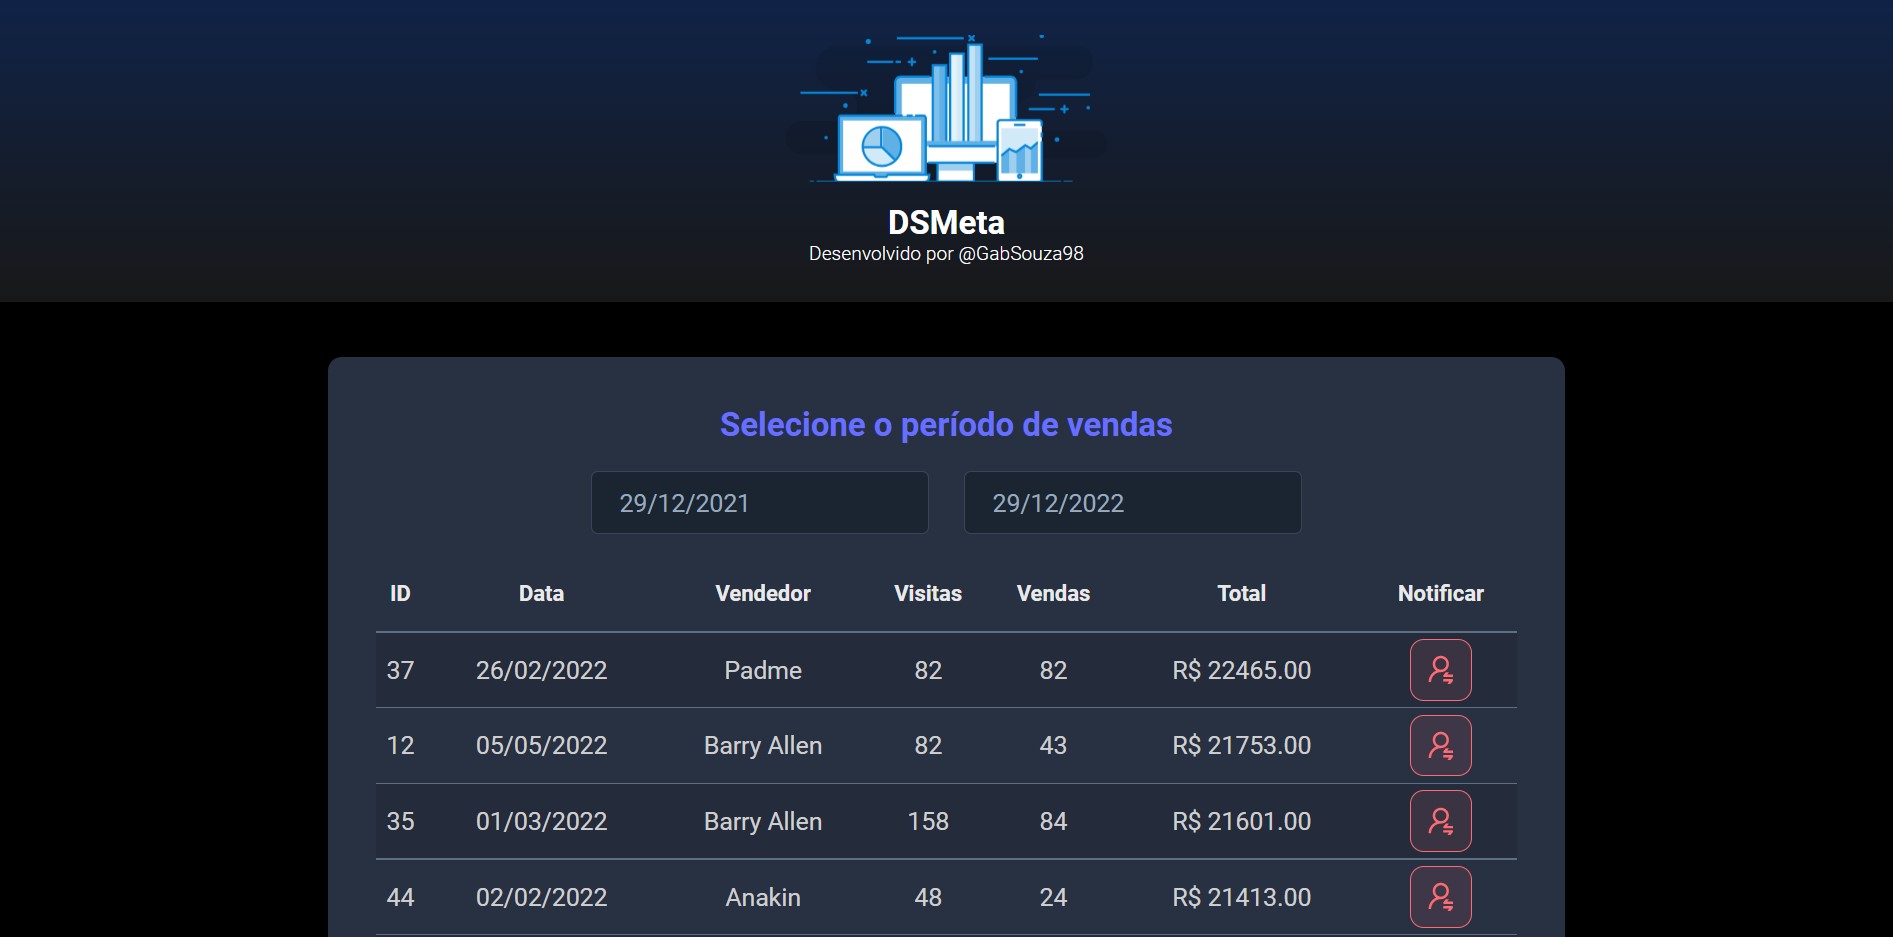 DSMeta
Desenvolvido por @GabSouza98
Selecione o período de vendas
29/12/2021 29/12/2022
ID Data Vendedor Visitas Vendas Total Notificar
37 26/02/2022 Padme 82 82 R$ 22465.00
12 05/05/2022 Barry Allen 82 43 R$ 21753.00
35 01/03/2022 Barry Allen 158 84 R$ 21601.00
44 02/02/2022 Anakin 48 24 R$ 21413.00